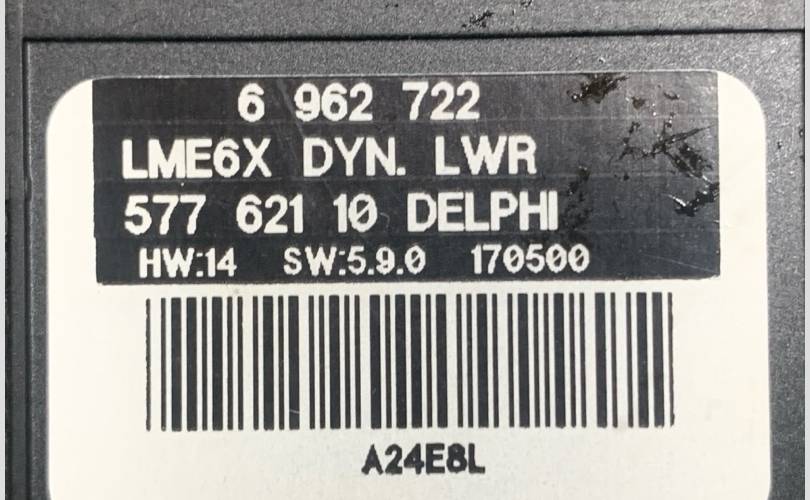 6 962 722
LME6X DYN. LWR
577 621 10 DELPHI
HW:14 SW:5.9.0 170500
A24E8L